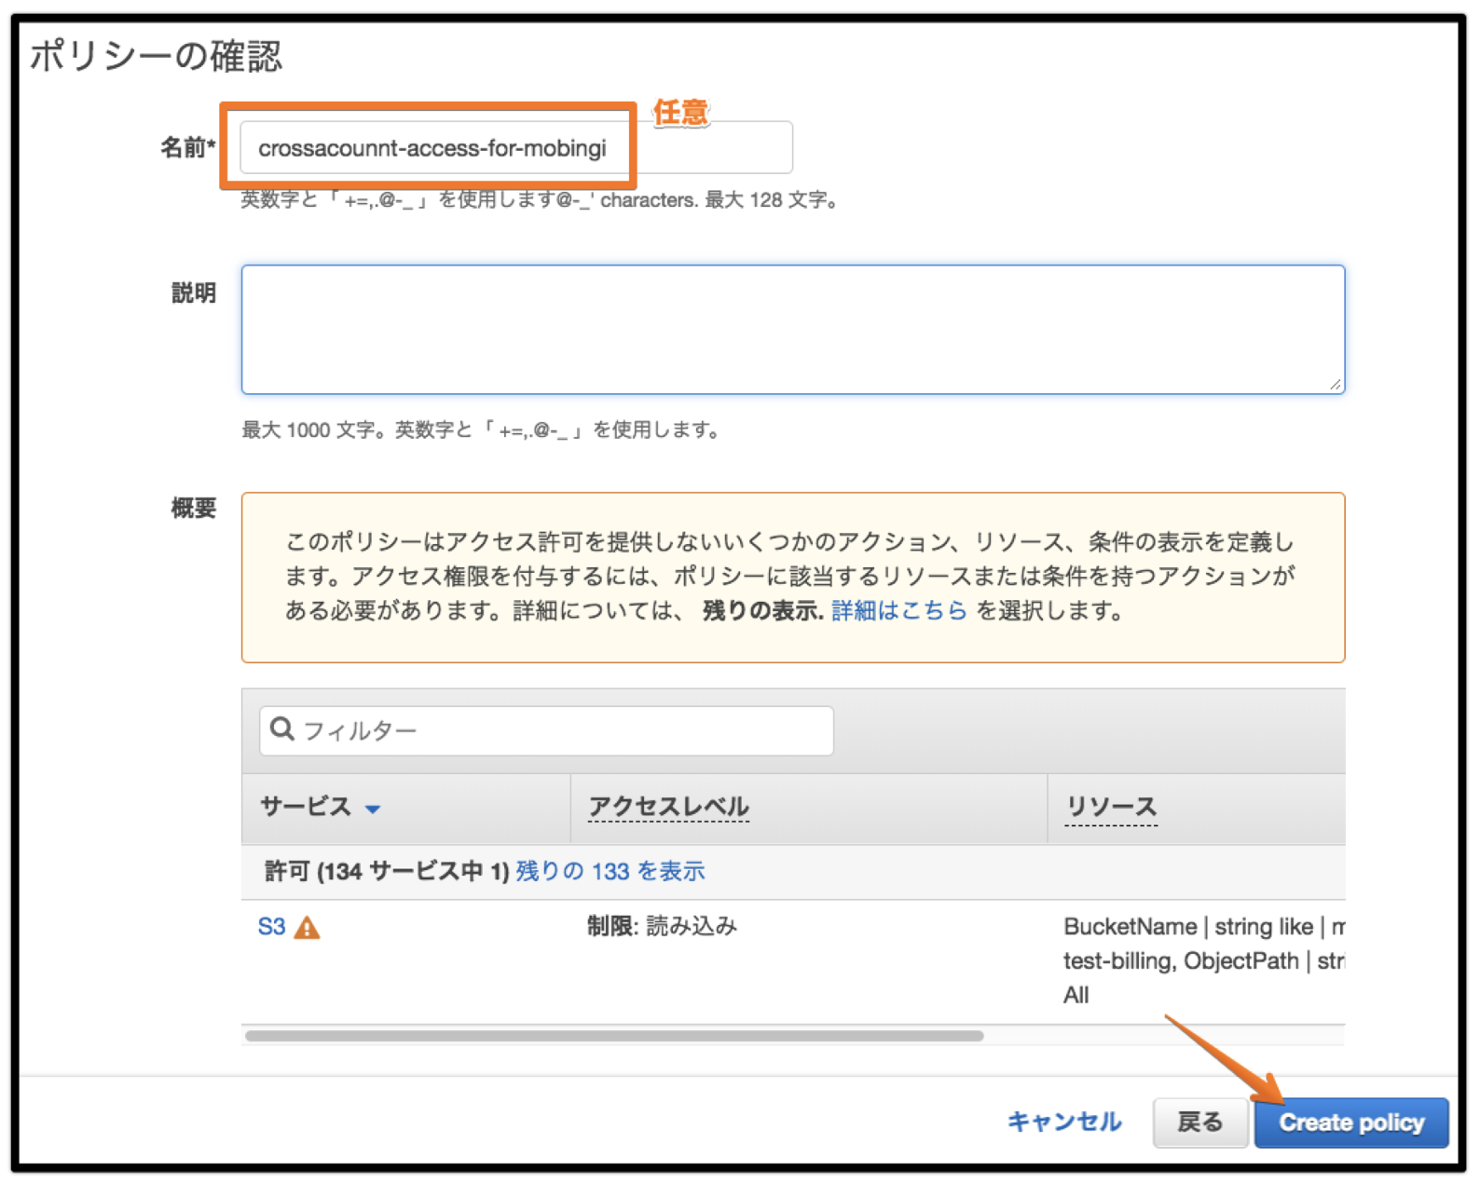 ポリシーの確認
任意
名前* crossacounnt-access-for-mobingi
英数字と「 +=,.@-_ 」を使用します@-_' characters. 最大 128 文字。
説明
最大 1000 文字。英数字と「 +=,.@-_ 」を使用します。
概要
このポリシーはアクセス許可を提供しないいくつかのアクション、リソース、条件の表示を定義し
ます。アクセス権限を付与するには、ポリシーに該当するリソースまたは条件を持つアクションが
ある必要があります。詳細については、 残りの表示. 詳細はこちら を選択します。
フィルター
サービス アクセスレベル リソース
許可 (134 サービス中 1) 残りの 133 を表示
S3 制限: 読み込み BucketName | string like |
test-billing, ObjectPath |
All
キャンセル 戻る Create policy